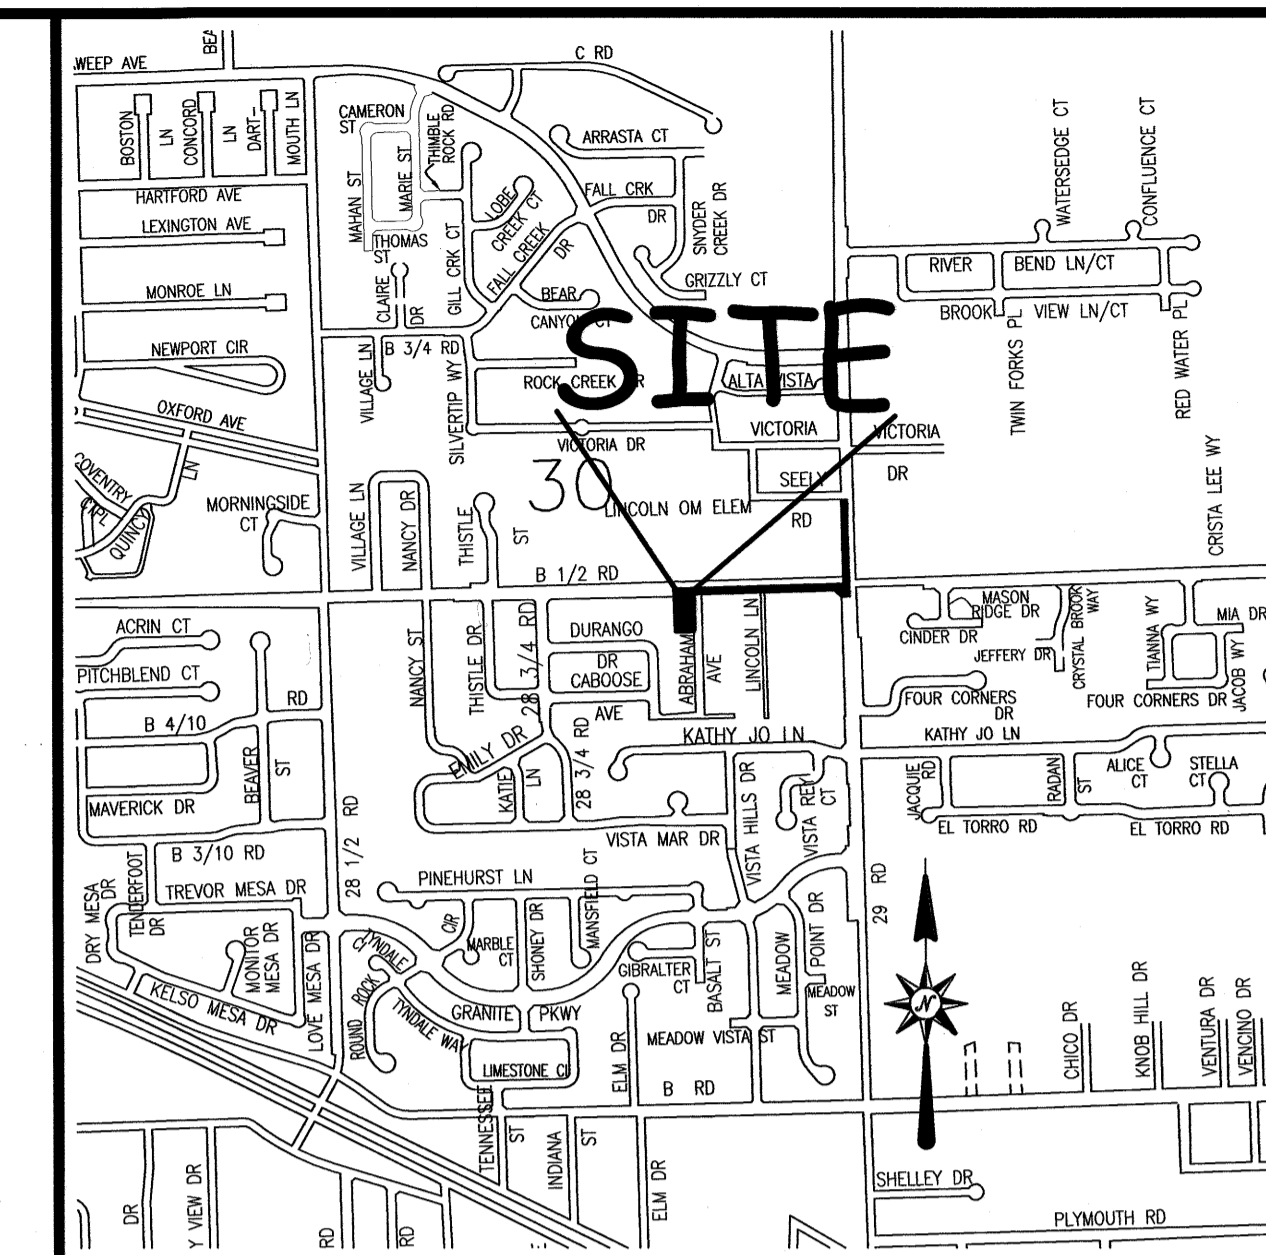 WEEP AVE
BEA
C RD
CAMERON
ST
THIMBLE
ROCK RD
ARRASTA CT
BOSTON
LN
CONCORD
LN
DART-
MOUTH LN
WATERSEDGE CT
CONFLUENCE CT
HARTFORD AVE
LEXINGTON AVE
MAHAN ST
MARIE ST
THOMAS
ST
LOBE
CREEK CT
FALL CRK
DR
SNYDER
CREEK DR
FALL CREEK
DR
GILL CRK CT
CLAIRE
DR
GRIZZLY CT
RIVER
BEND LN/CT
MONROE LN
BEAR
CANYON CT
BROOK
VIEW LN/CT
TWIN FORKS PL
RED WATER PL
SITE
NEWPORT CIR
B 3/4 RD
VILLAGE LN
SILVERTIP WY
ROCK CREEK DR
ALTA VISTA
OXFORD AVE
VICTORIA DR
VICTORIA
VICTORIA
DR
COVENTRY
CT
PL
QUINCY
LN
MORNINGSIDE
CT
VILLAGE LN
NANCY DR
THISTLE
ST
30
LINCOLN OM ELEM
SEELY
RD
CRISTA LEE WY
B 1/2 RD
ACRIN CT
PITCHBLEND CT
B 4/10
RD
NANCY ST
THISTLE DR
28 3/4 RD
DURANGO
DR
CABOOSE
AVE
ABRAHAM
AVE
LINCOLN LN
MASON
RIDGE DR
CINDER DR
JEFFERY DR
CRYSTAL BROOK
WAY
TIANNA WY
MIA DR
JACOB WY
FOUR CORNERS
DR
FOUR CORNERS DR
KATHY JO LN
KATHY JO LN
EMILY DR
KATIE
LN
28 3/4 RD
BEAVER
ST
MAVERICK DR
28 1/2 RD
VISTA HILLS DR
VISTA REY
CT
JACQUIE
RD
RADAN
ST
ALICE
CT
STELLA
CT
EL TORRO RD
EL TORRO RD
VISTA MAR DR
B 3/10 RD
TREVOR MESA DR
DRY MESA
DR
TENDERFOOT
DR
PINEHURST LN
MANSFIELD CT
29 RD
CIR
MARBLE
CT
SHONEY DR
TYNDALE
CT
MONITOR
MESA DR
LOVE MESA DR
KELSO MESA DR
ROUND
ROCK
TYNDALE WAY
GRANITE
PKWY
GIBRALTER
CT
BASALT ST
MEADOW
POINT DR
MEADOW
ST
MEADOW VISTA ST
N
LIMESTONE CI
ELM DR
B RD
CHICO DR
KNOB HILL DR
VENTURA DR
VENCINO DR
TENNESSEE
ST
INDIANA
ST
ELM DR
SHELLEY DR
PLYMOUTH RD
DR
Y VIEW DR
RD
RD